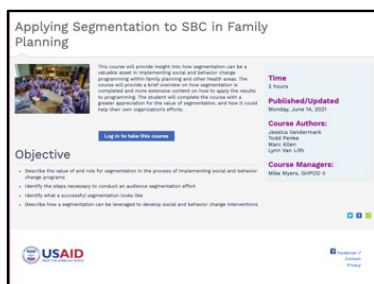 Applying Segmentation to SBC in Family
Planning
This course will provide insight into how segmentation can be a
valuable asset in implementing social and behavior change
programming within family planning and other health areas. The
course will provide a brief overview on how segmentation is
completed and more extensive content on how to apply the results
to programming. The student will complete the course with a
greater appreciation for the value of segmentation, and how it could
help their own organization's efforts.
Log in to take this course
Objective
Describe the value of and role for segmentation in the process of implementing social and behavior change programs
Identify the steps necessary to conduct an audience segmentation effort
Identify what a successful segmentation looks like
Describe how a segmentation can be leveraged to develop social and behavior change interventions
Time
2 hours
Published/Updated
Monday, June 14, 2021
Course Authors:
Jessica Vandermark
Todd Penke
Marc Allen
Lynn Van Lith
Course Managers:
Mike Myers, GHPOD II
USAID
FROM THE AMERICAN PEOPLE
Facebook
Contact
Privacy